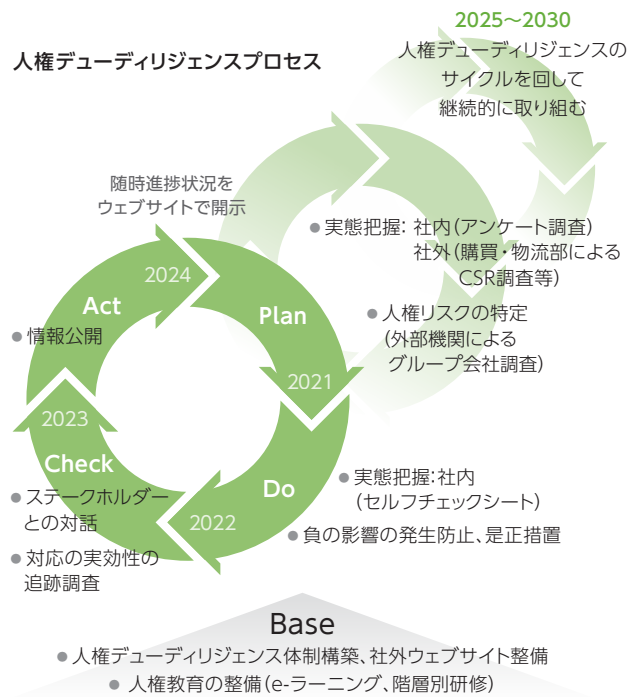 人権デューディリジェンスプロセス
2025〜2030
人権デューディリジェンスの
サイクルを回して
継続的に取り組む
随時進捗状況を
ウェブサイトで開示
Plan
2021
● 実態把握: 社内(アンケート調査)
社外(購買・物流部による
CSR調査等)
● 人権リスクの特定
(外部機関による
グループ会社調査)
Do
2022
● 実態把握:社内
(セルフチェックシート)
● 負の影響の発生防止、是正措置
Check
2023
● ステークホルダー
との対話
● 対応の実効性の
追跡調査
Act
2024
● 情報公開
Base
● 人権デューディリジェンス体制構築、社外ウェブサイト整備
● 人権教育の整備(e-ラーニング、階層別研修)